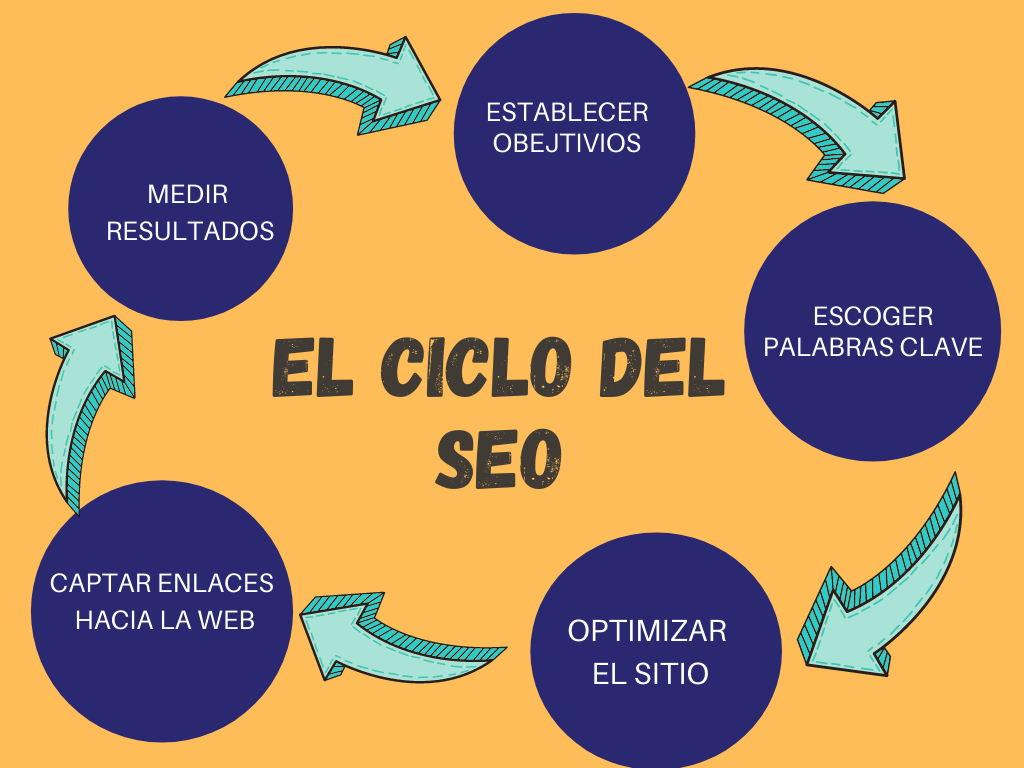 ESTABLECER
OBEJTIVIOS
MEDIR
RESULTADOS
ESCOGER
PALABRAS CLAVE
EL CICLO DEL
SEO
CAPTAR ENLACES
HACIA LA WEB
OPTIMIZAR
EL SITIO